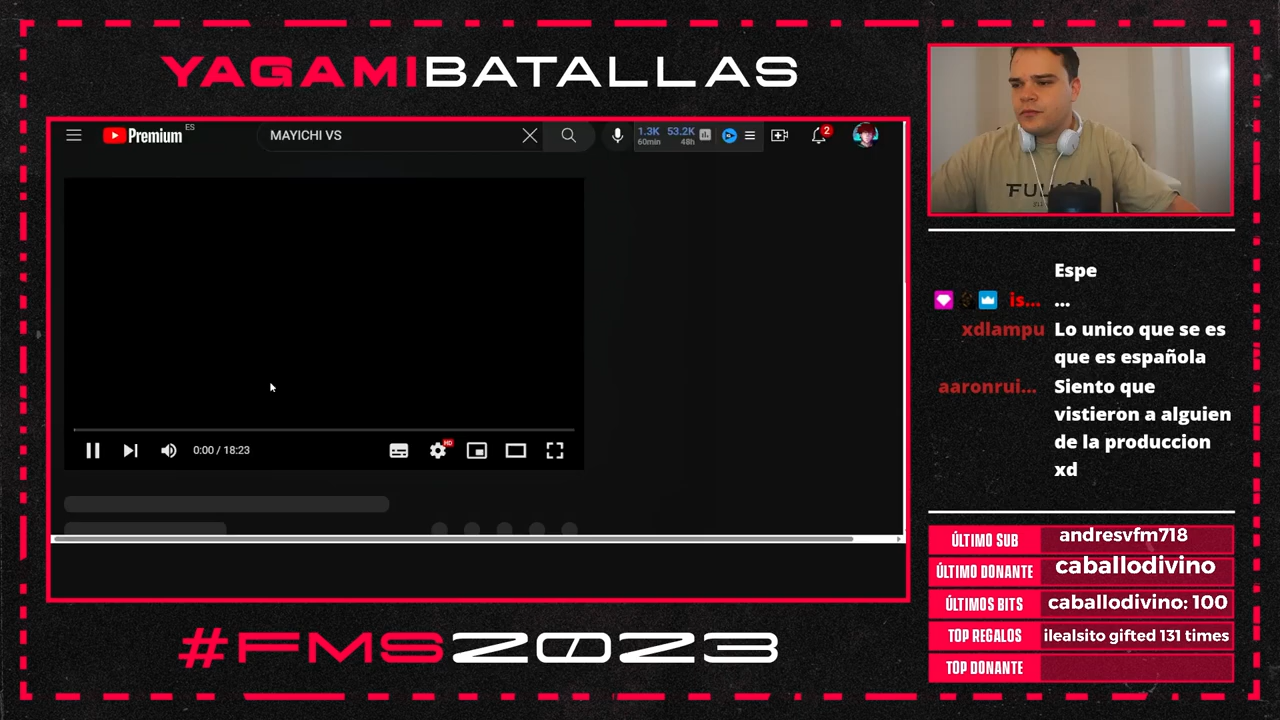 YAGAMIBATALLAS
Premium ES
MAYICHI VS
1.3K 53.2K
60min 48h
2
0:00 / 18:23
HD
#FMS2023
Espe
is... ...
xdlampu Lo unico que se es
que es española
aaronrui... Siento que
vistieron a alguien
de la produccion
xd
ÚLTIMO SUB andresvfm718
ÚLTIMO DONANTE caballodivino
ÚLTIMOS BITS caballodivino: 100
TOP REGALOS ilealsito gifted 131 times
TOP DONANTE